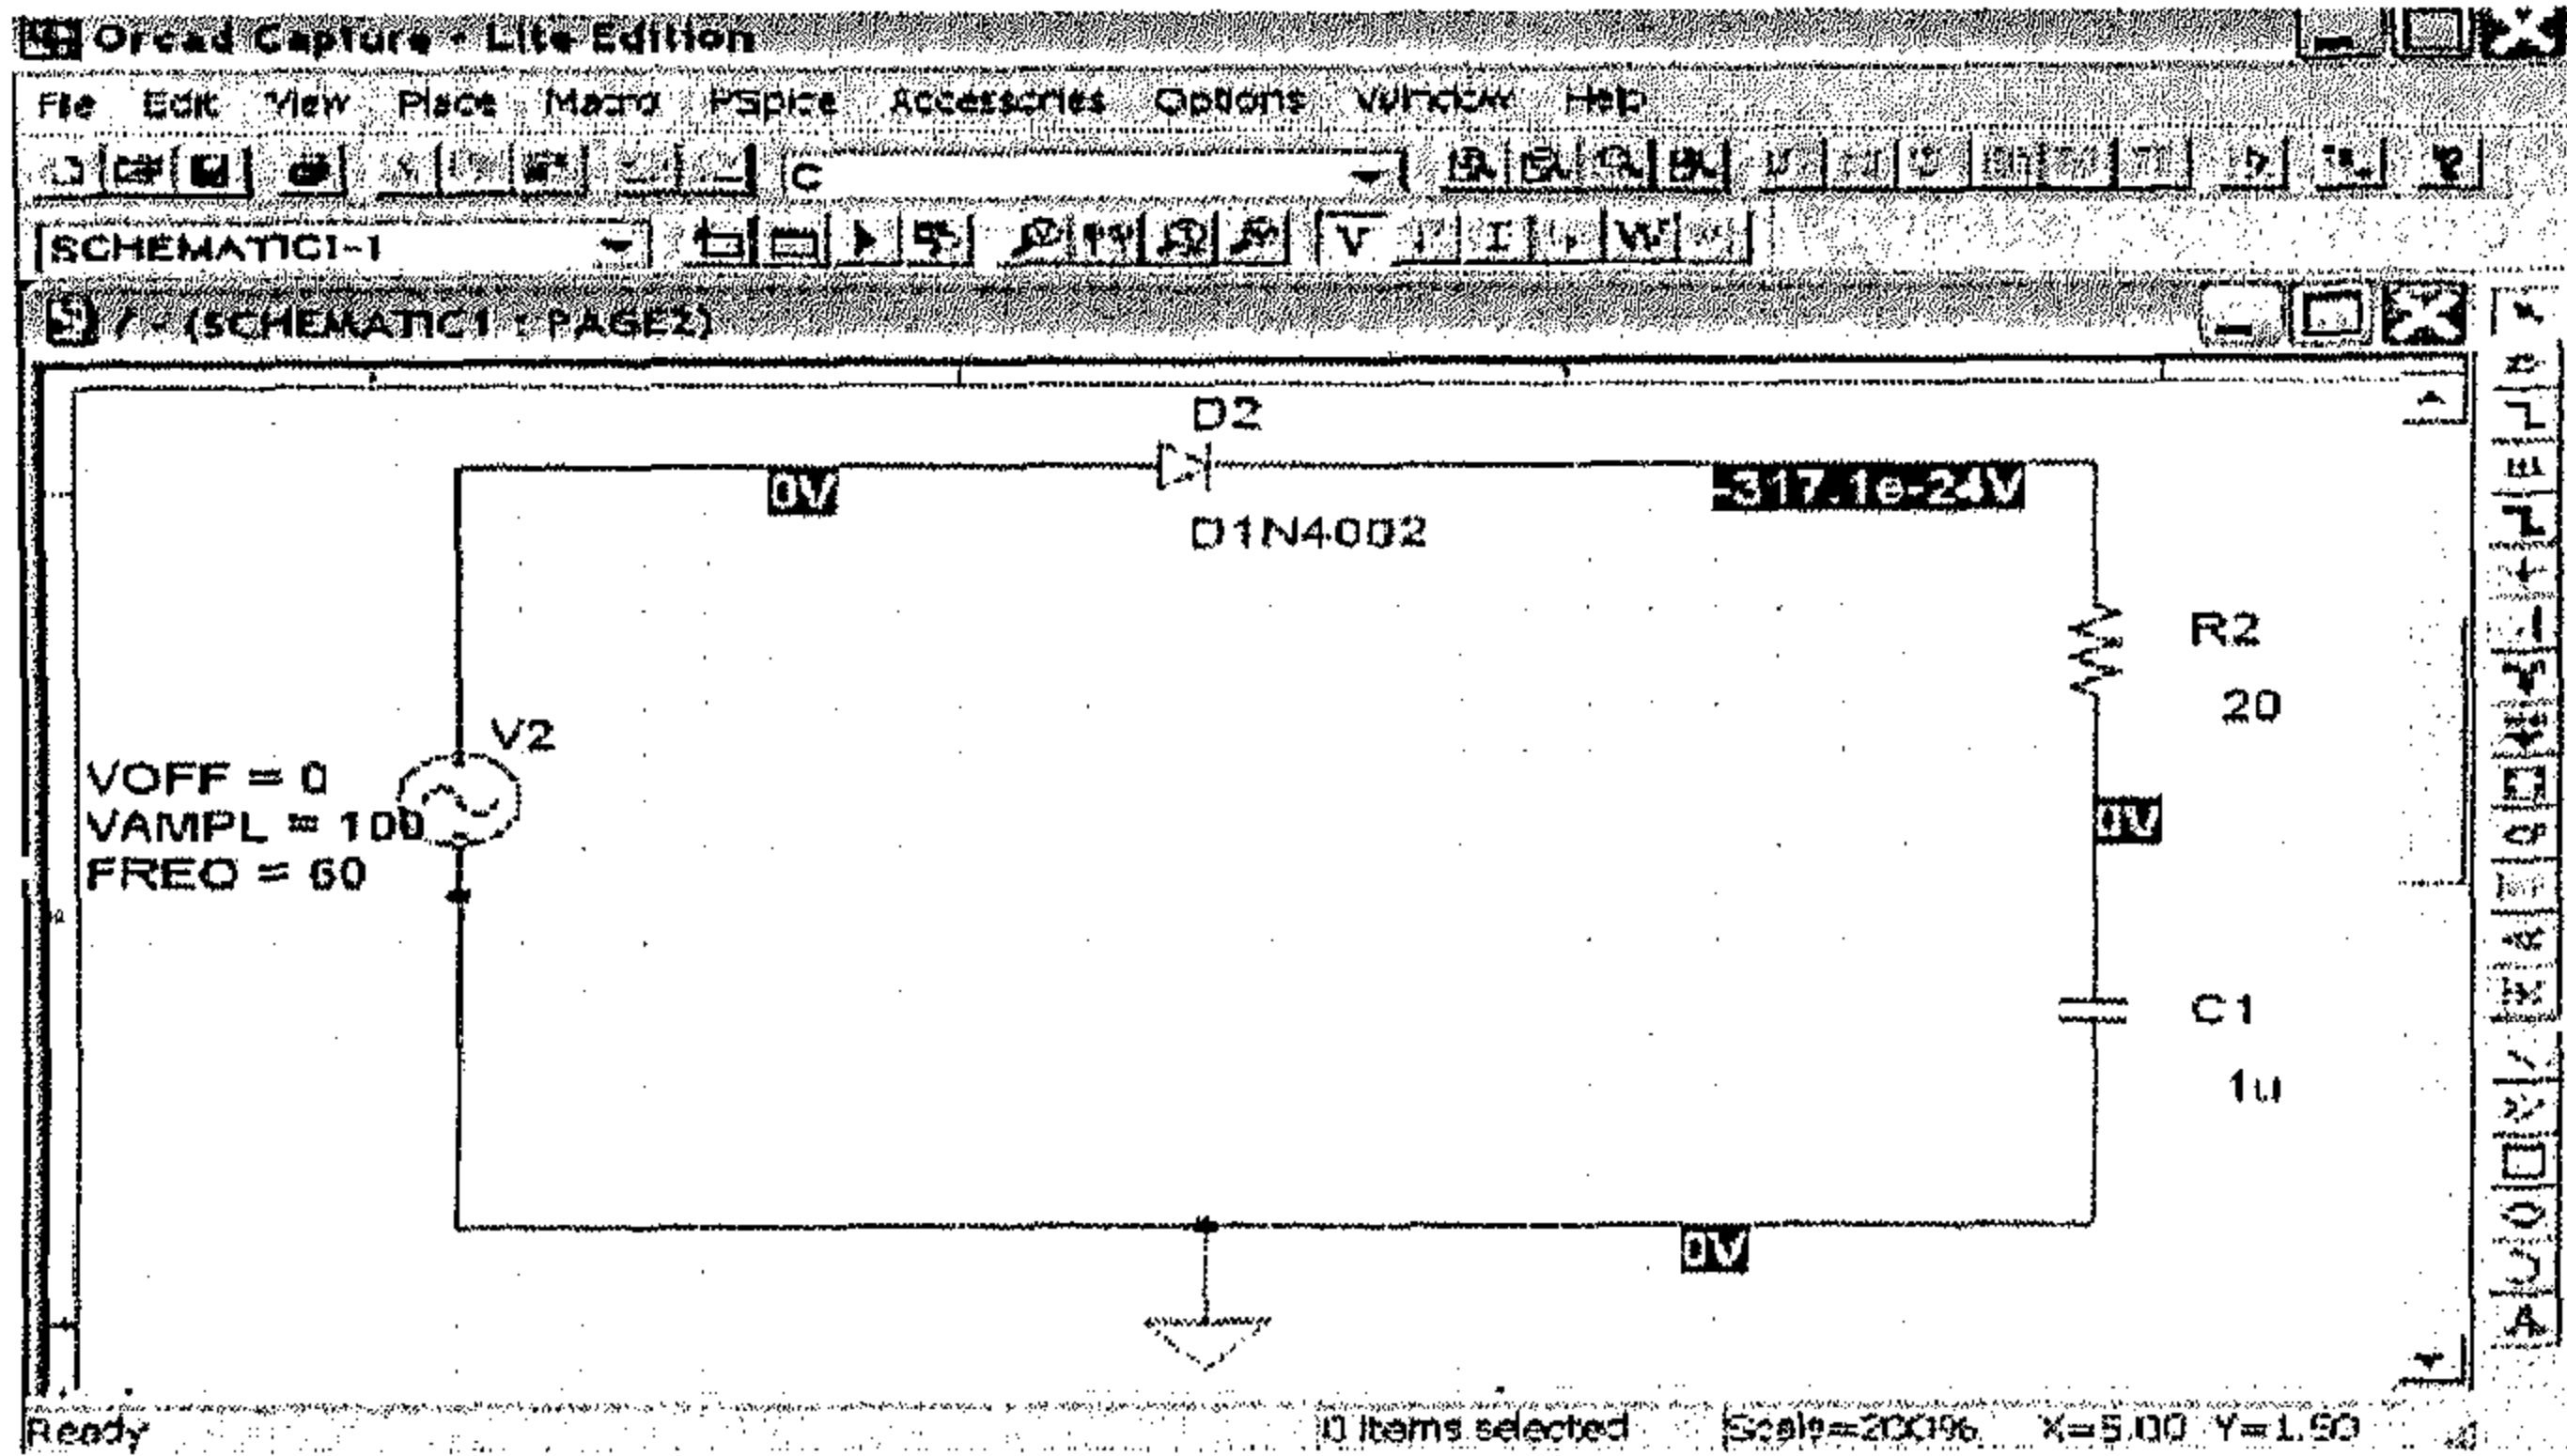 Orcad Capture - Lite Edition
File Edit View Place Macro PSpice Accessories Options Window Help
C
SCHEMATIC1-1
/ - (SCHEMATIC1 : PAGE2)
D2
0V
-317.1e-24V
D1N4002
R2
20
V2
VOFF = 0
VAMPL = 100
FREQ = 60
0V
C1
1u
0V
Ready
0 items selected
Scale=200% X=5.00 Y=1.50